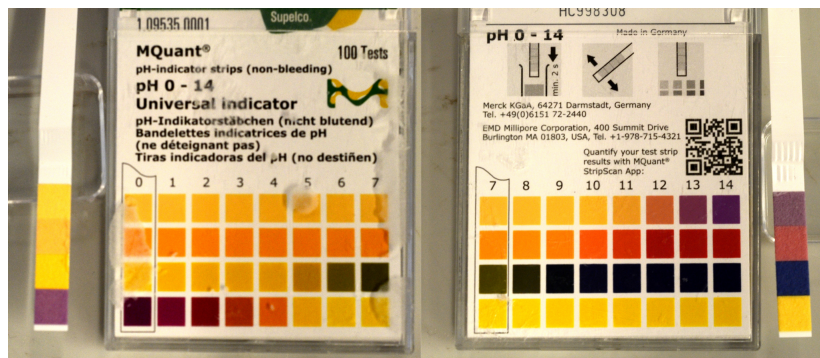 1.09535.0001
Supelco.
MQuant®
100 Tests
pH-indicator strips (non-bleeding)
pH 0 - 14
Universal indicator
pH-Indikatorstäbchen (nicht blutend)
Bandelettes indicatrices de pH
(ne déteignant pas)
Tiras indicadoras del pH (no destiñen)
0 1 2 3 4 5 6 7
HC998308
pH 0 - 14
Made in Germany
min. 2 s
Merck KGaA, 64271 Darmstadt, Germany
Tel. +49(0)6151 72-2440
EMD Millipore Corporation, 400 Summit Drive
Burlington MA 01803, USA, Tel. +1-978-715-4321
Quantify your test strip
results with MQuant®
StripScan App:
7 8 9 10 11 12 13 14